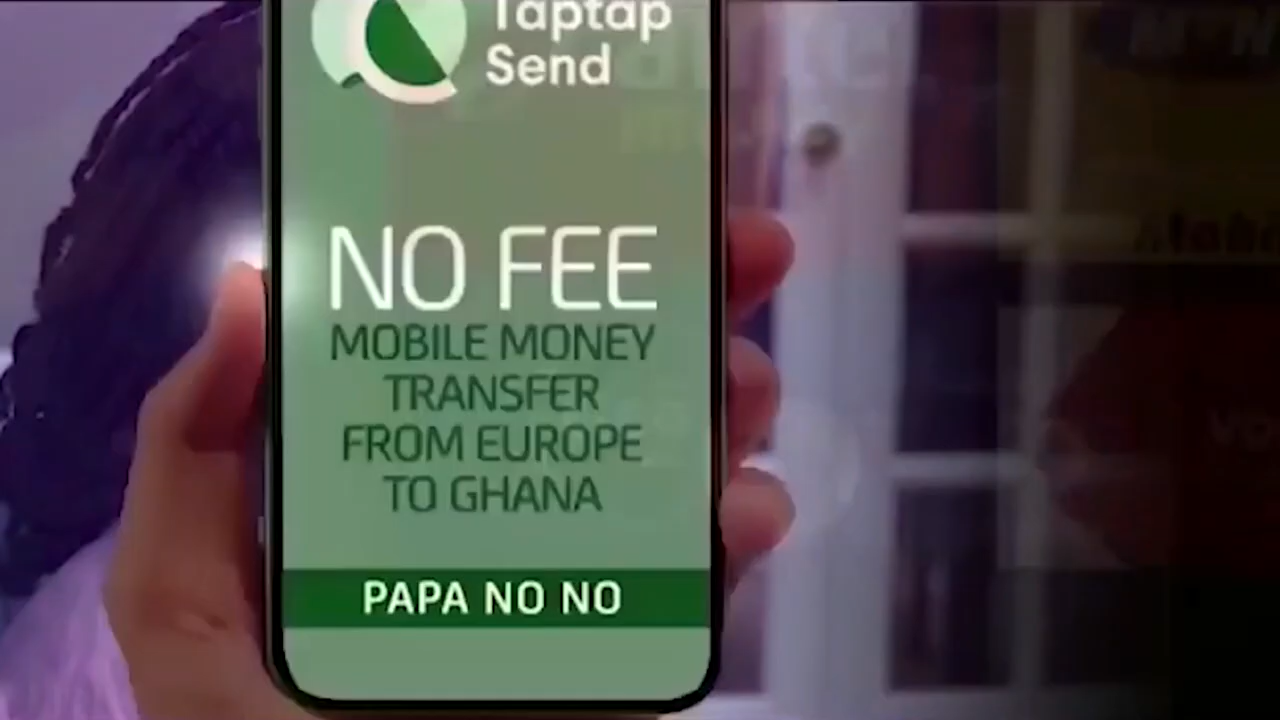 Taptap
Send
NO FEE
MOBILE MONEY
TRANSFER
FROM EUROPE
TO GHANA
PAPA NO NO